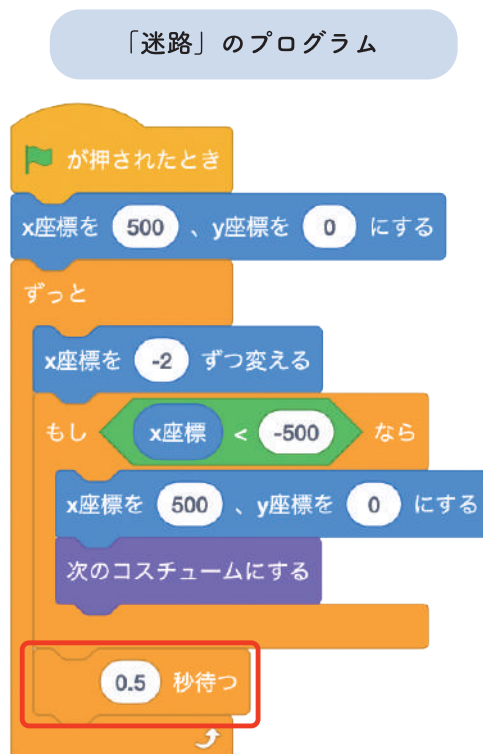 「迷路」のプログラム
が押されたとき
x座標を 500 、y座標を 0 にする
ずっと
x座標を -2 ずつ変える
もし x座標 < -500 なら
x座標を 500 、y座標を 0 にする
次のコスチュームにする
0.5 秒待つ